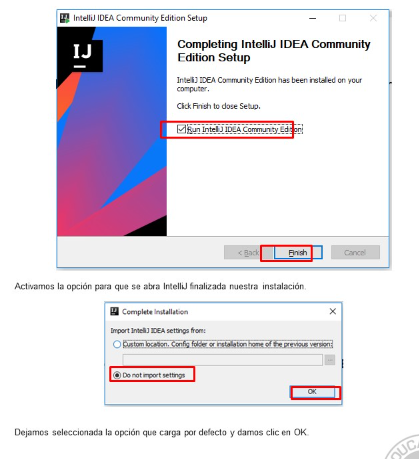 IntelliJ IDEA Community Edition Setup
IJ
Completing IntelliJ IDEA Community
Edition Setup
IntelliJ IDEA Community Edition has been installed on your
computer.
Click Finish to close Setup.
Run IntelliJ IDEA Community Edition
< Back
Finish
Cancel
Activamos la opción para que se abra IntelliJ finalizada nuestra instalación.
IJ
Complete Installation
Import IntelliJ IDEA settings from:
Custom location. Config folder or installation home of the previous version:
Do not import settings
OK
Dejamos seleccionada la opción que carga por defecto y damos clic en OK.